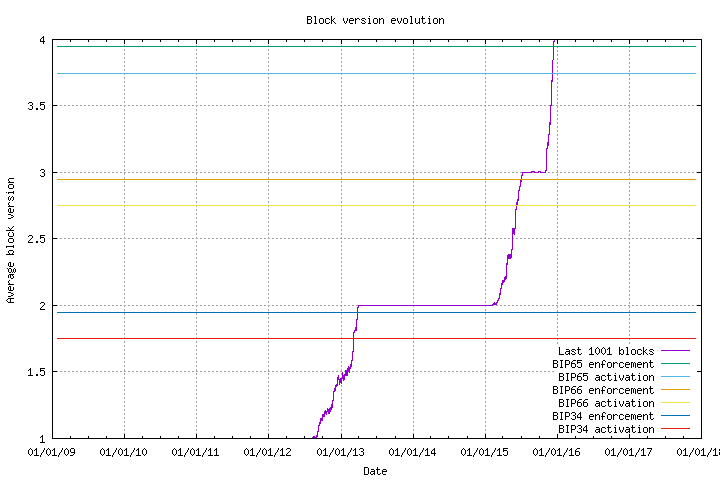 Block version evolution
4
3.5
3
2.5
2
1.5
1
Average block version
Last 1001 blocks
BIP65 enforcement
BIP65 activation
BIP66 enforcement
BIP66 activation
BIP34 enforcement
BIP34 activation
01/01/09 01/01/10 01/01/11 01/01/12 01/01/13 01/01/14 01/01/15 01/01/16 01/01/17 01/01/18
Date